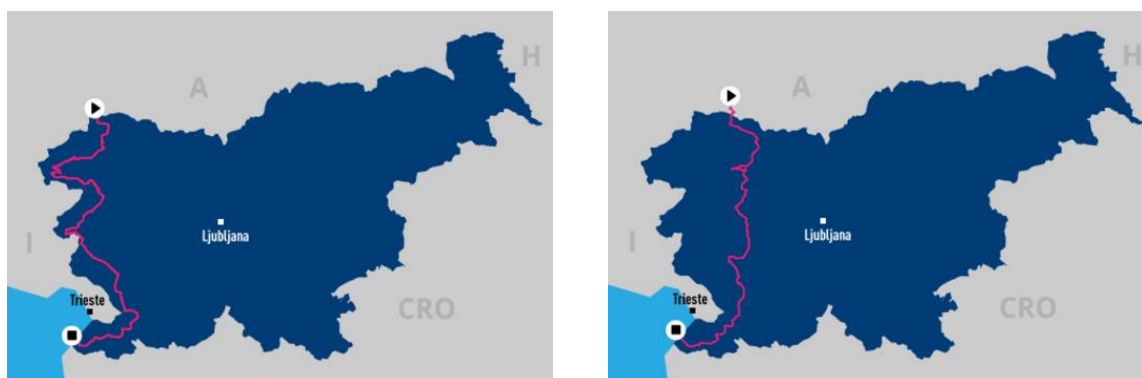 H
A
Ljubljana
I
Trieste
CRO
H
A
Ljubljana
I
Trieste
CRO